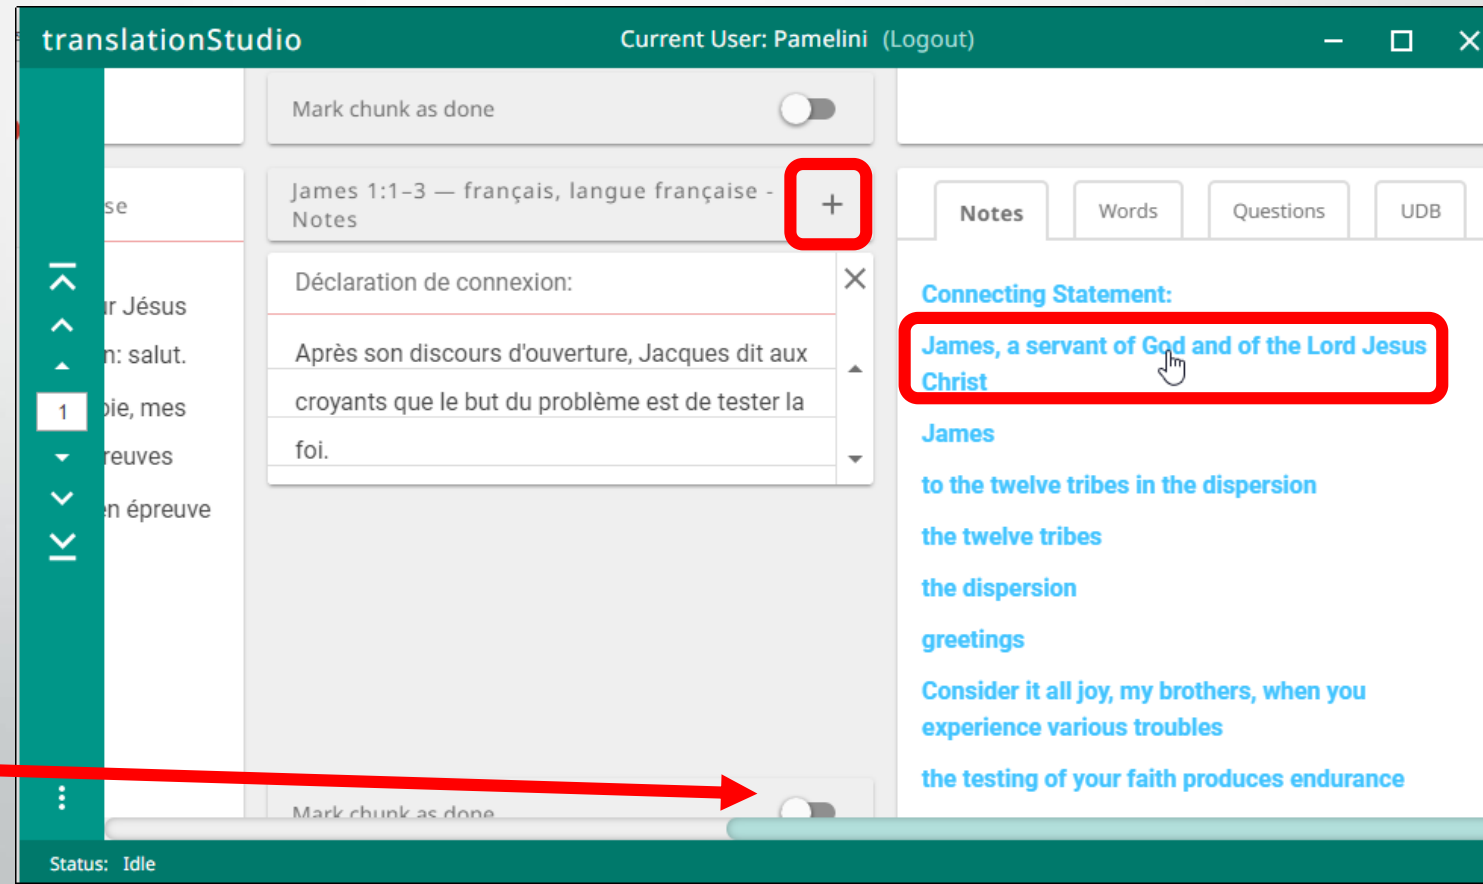 translationStudio
Current User: Pamelini (Logout)
Mark chunk as done
se
ur Jésus
n: salut.
oie, mes
reuves
en épreuve
1
James 1:1–3 — français, langue française -
Notes
Déclaration de connexion:
Après son discours d'ouverture, Jacques dit aux
croyants que le but du problème est de tester la
foi.
Mark chunk as done
Notes Words Questions UDB
Connecting Statement:
James, a servant of God and of the Lord Jesus
Christ
James
to the twelve tribes in the dispersion
the twelve tribes
the dispersion
greetings
Consider it all joy, my brothers, when you
experience various troubles
the testing of your faith produces endurance
Status: Idle